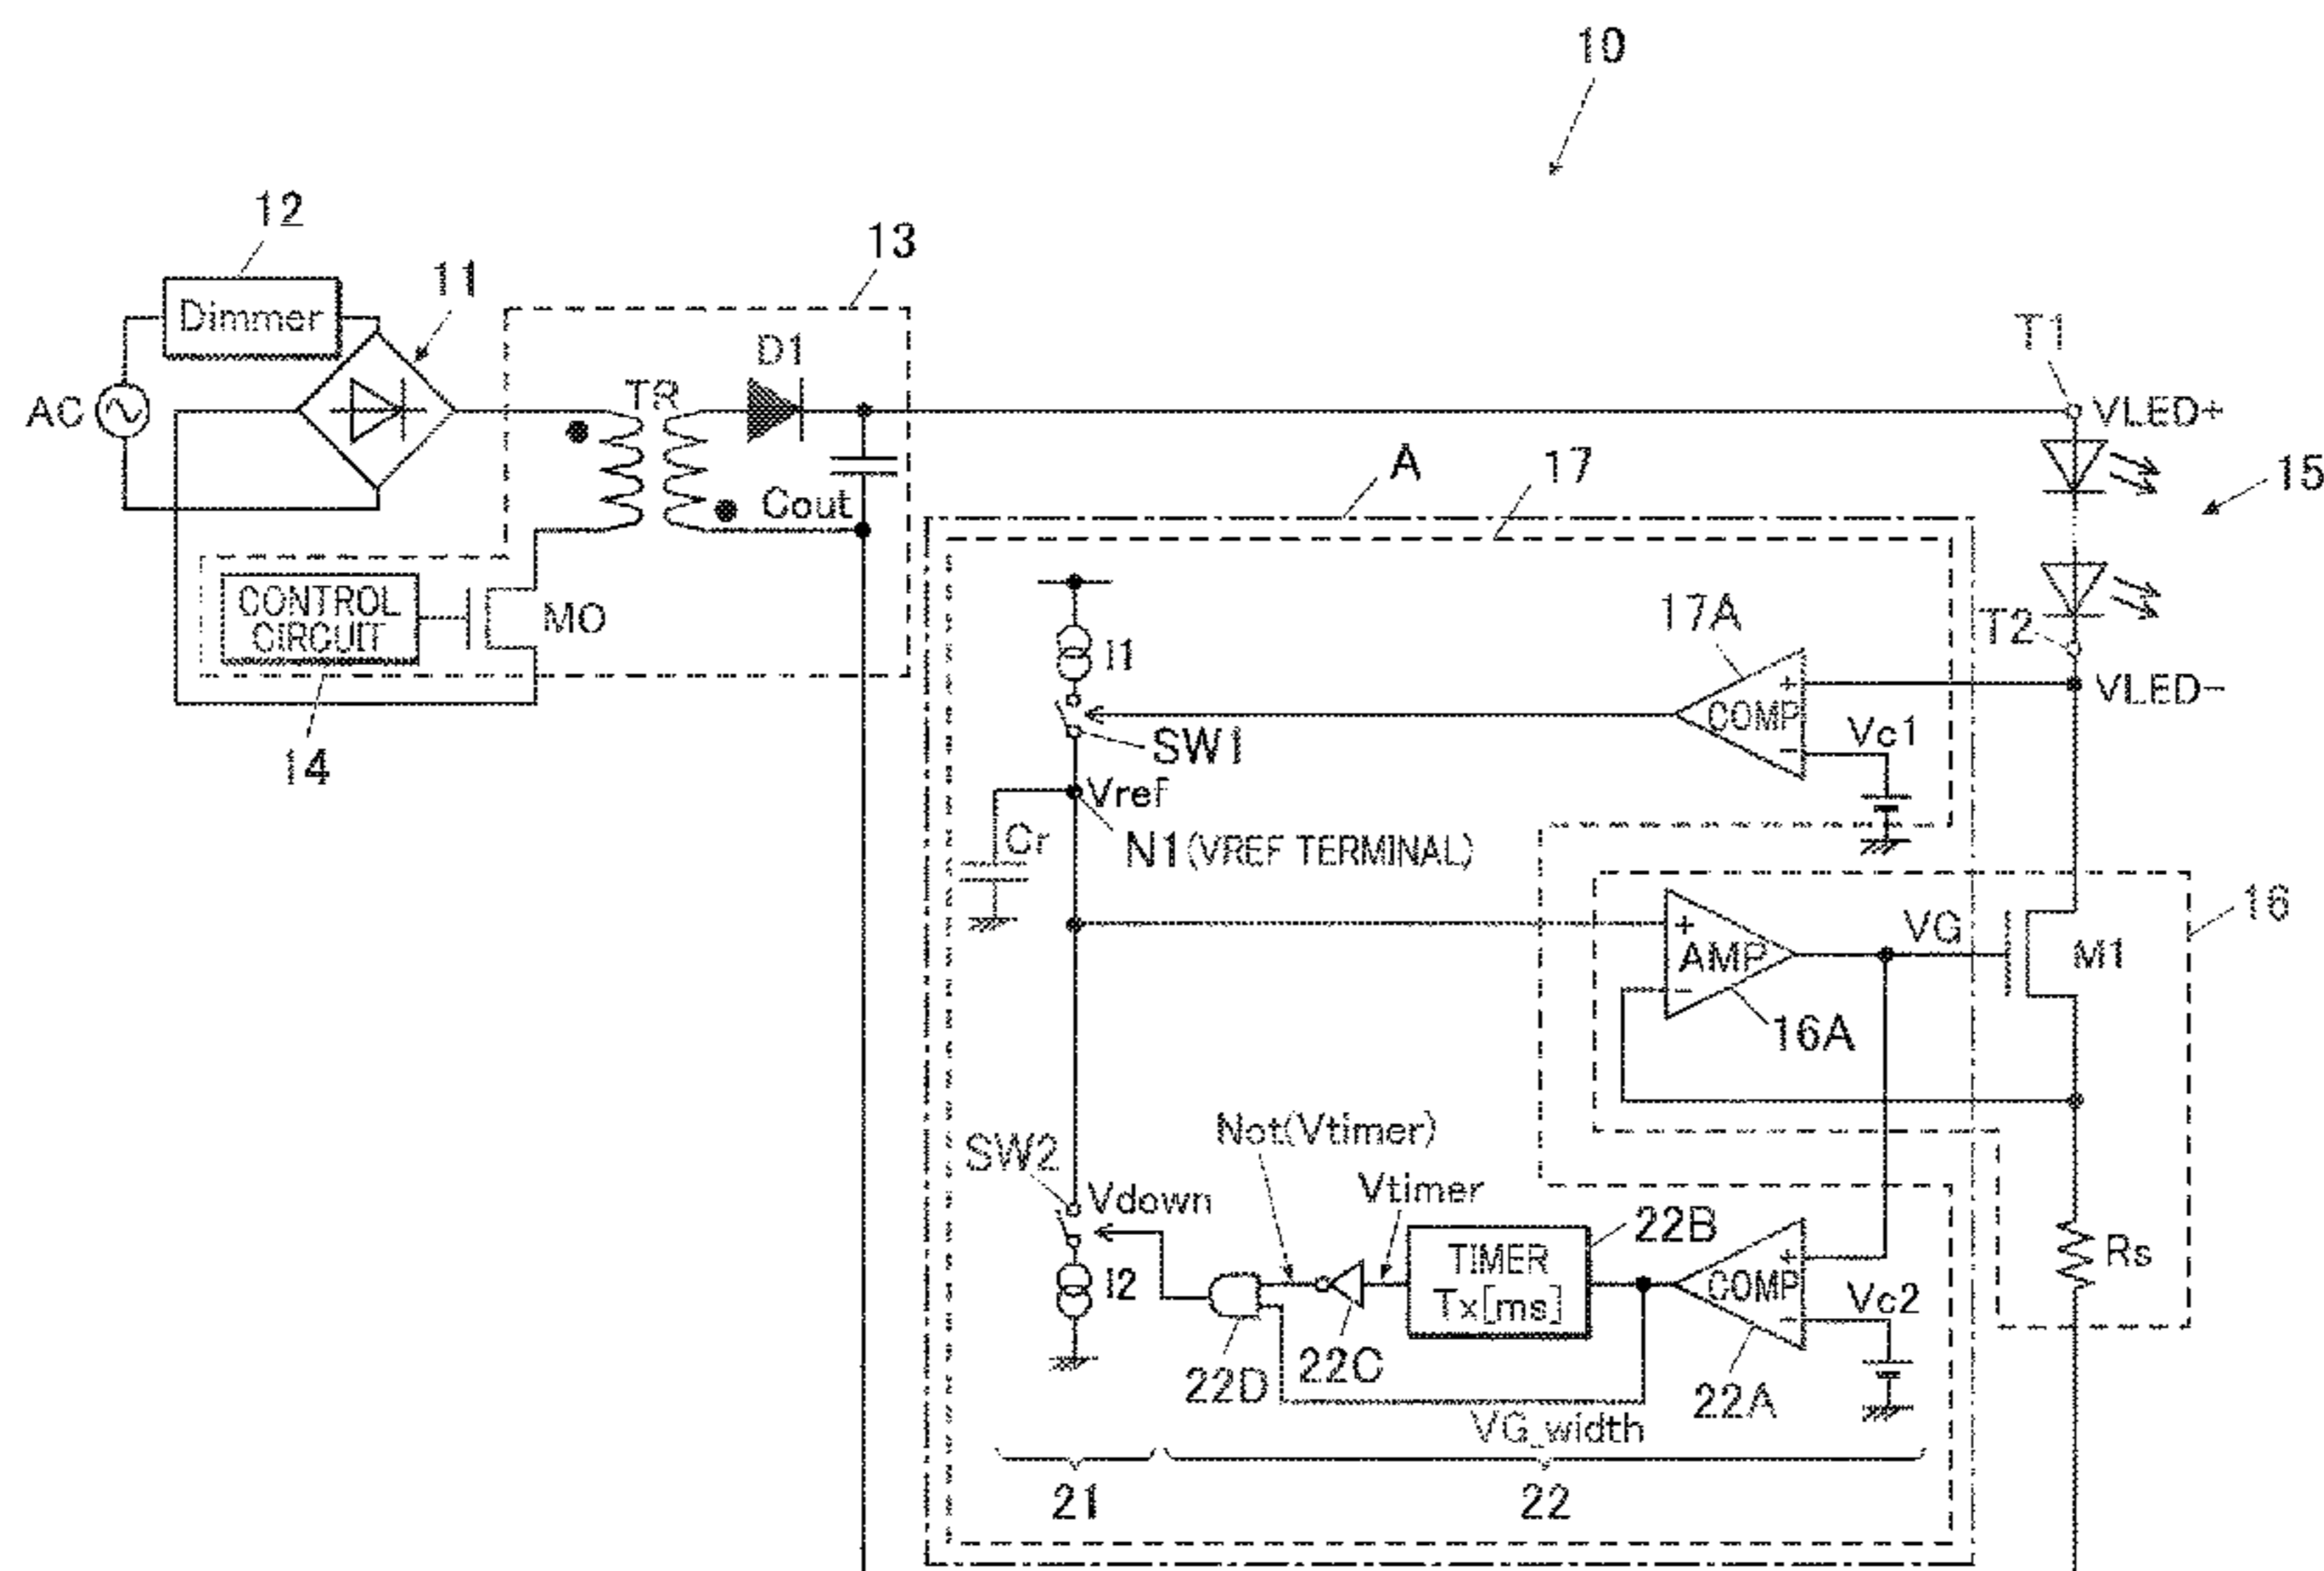 10
12
13
11
Dimmer
D1
T1
TR
AC
VLED+
A
17
15
Cout
CONTROL
CIRCUIT
MO
17A
T2
I1
COMP
+
−
VLED−
Vc1
SW1
14
Vref
Cr
N1(VREF TERMINAL)
16
+
AMP
−
VG
M1
16A
Not(Vtimer)
SW2
Vdown
Vtimer
22B
TIMER
Tx[ms]
+
COMP
−
Rs
I2
Vc2
22D
22C
22A
VG_width
21
22